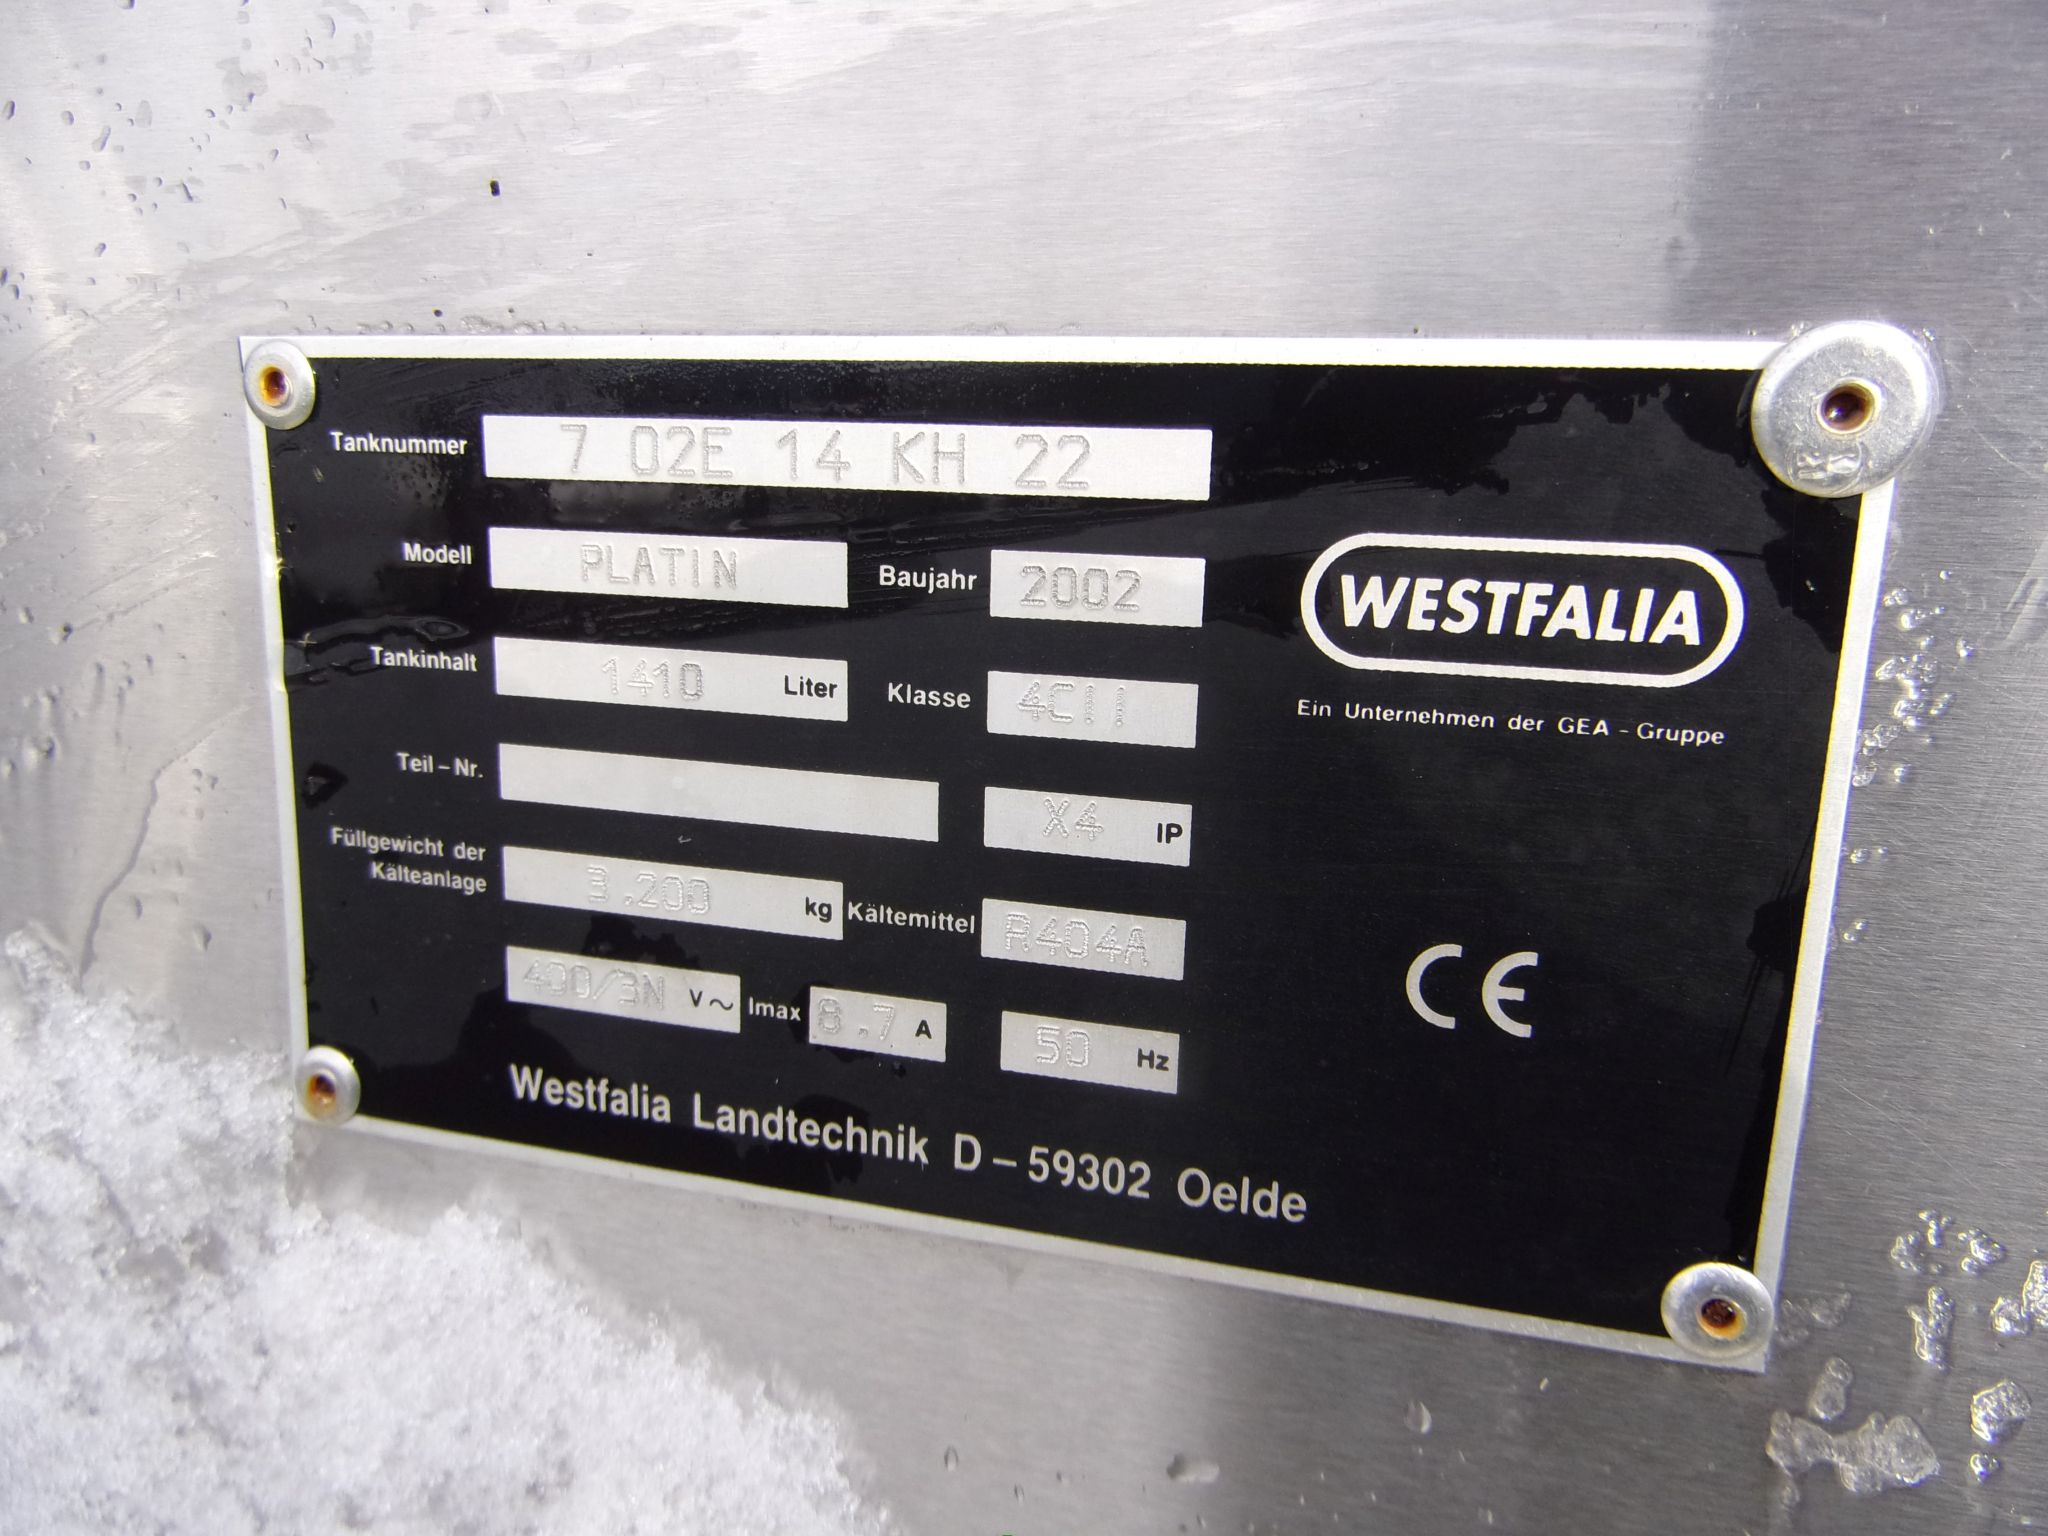 Tanknummer 7 02E 14 KH 22
Modell PLATIN Baujahr 2002
Tankinhalt 1410 Liter Klasse 4CII
Teil-Nr. X4 IP
Füllgewicht der
Kälteanlage 3.200 kg Kältemittel R404A
400/3N V~ Imax 8.7 A 50 Hz
Westfalia Landtechnik D-59302 Oelde
WESTFALIA
Ein Unternehmen der GEA-Gruppe
CE